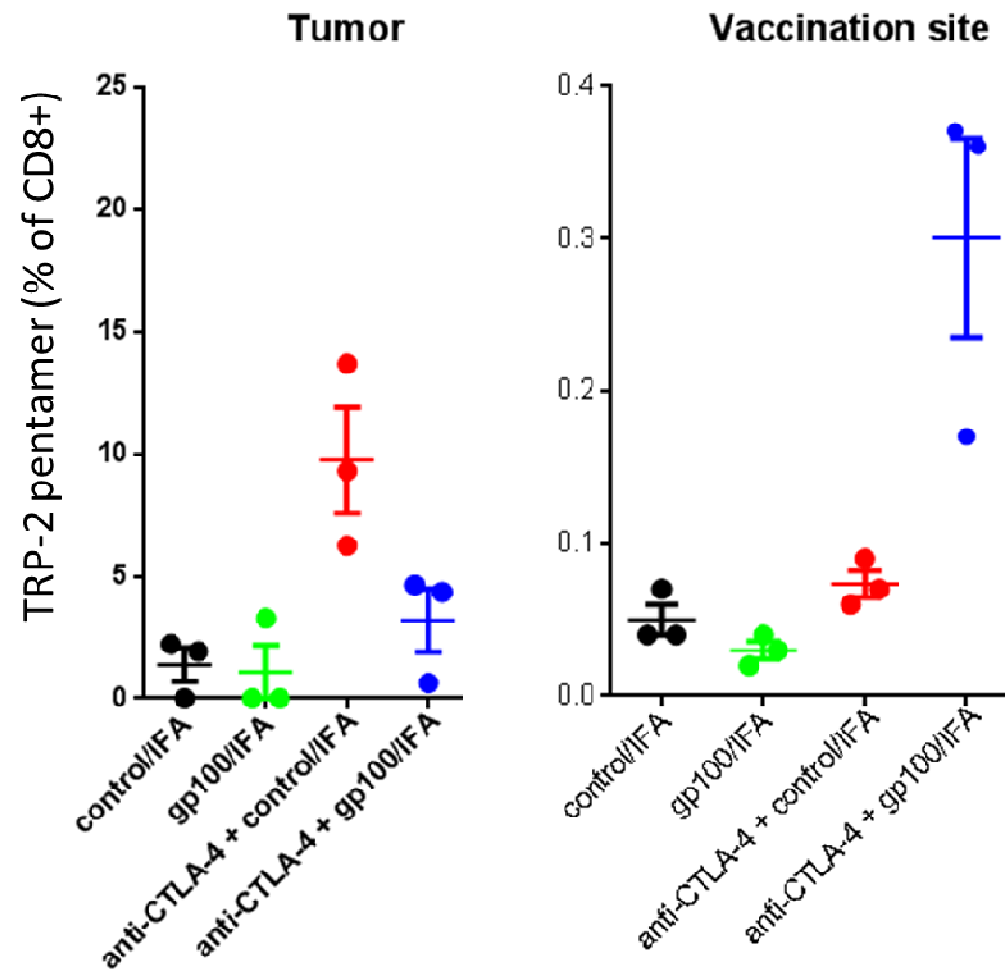 Tumor
TRP-2 pentamer (% of CD8+)
25
20
15
10
5
0
control/IFA
gp100/IFA
anti-CTLA-4 + control/IFA
anti-CTLA-4 + gp100/IFA
Vaccination site
0.4
0.3
0.2
0.1
0.0
control/IFA
gp100/IFA
anti-CTLA-4 + control/IFA
anti-CTLA-4 + gp100/IFA